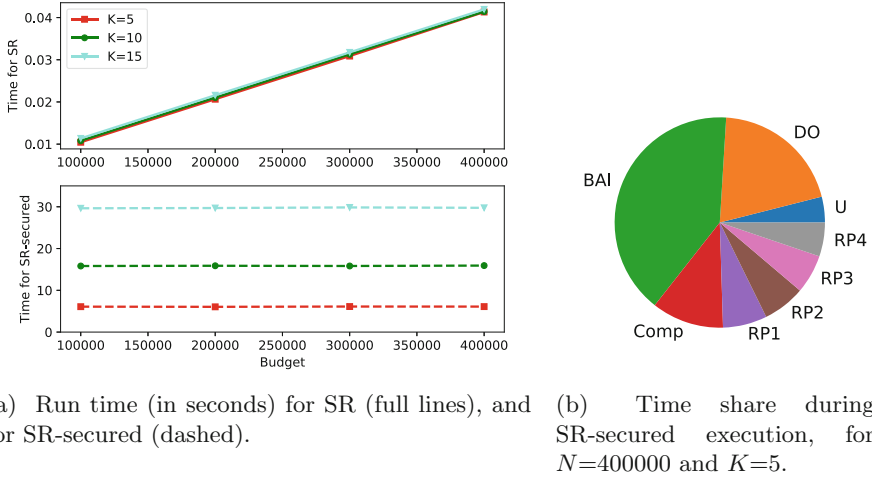 0.04
0.03
0.02
0.01
Time for SR
K=5
K=10
K=15
100000 150000 200000 250000 300000 350000 400000
30
20
10
0
Time for SR-secured
100000 150000 200000 250000 300000 350000 400000
Budget
BAI
DO
U
RP4
RP3
RP2
RP1
Comp
a) Run time (in seconds) for SR (full lines), and
or SR-secured (dashed).
(b) Time share during
SR-secured execution, for
N=400000 and K=5.